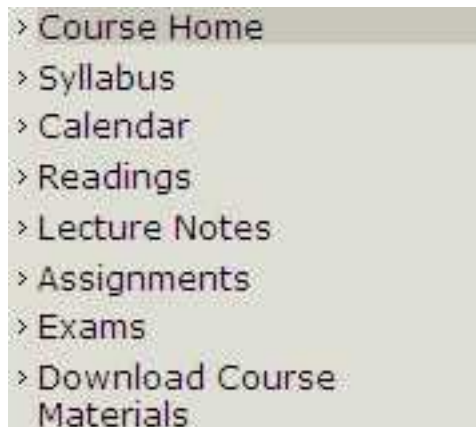 > Course Home
> Syllabus
> Calendar
> Readings
> Lecture Notes
> Assignments
> Exams
> Download Course
Materials